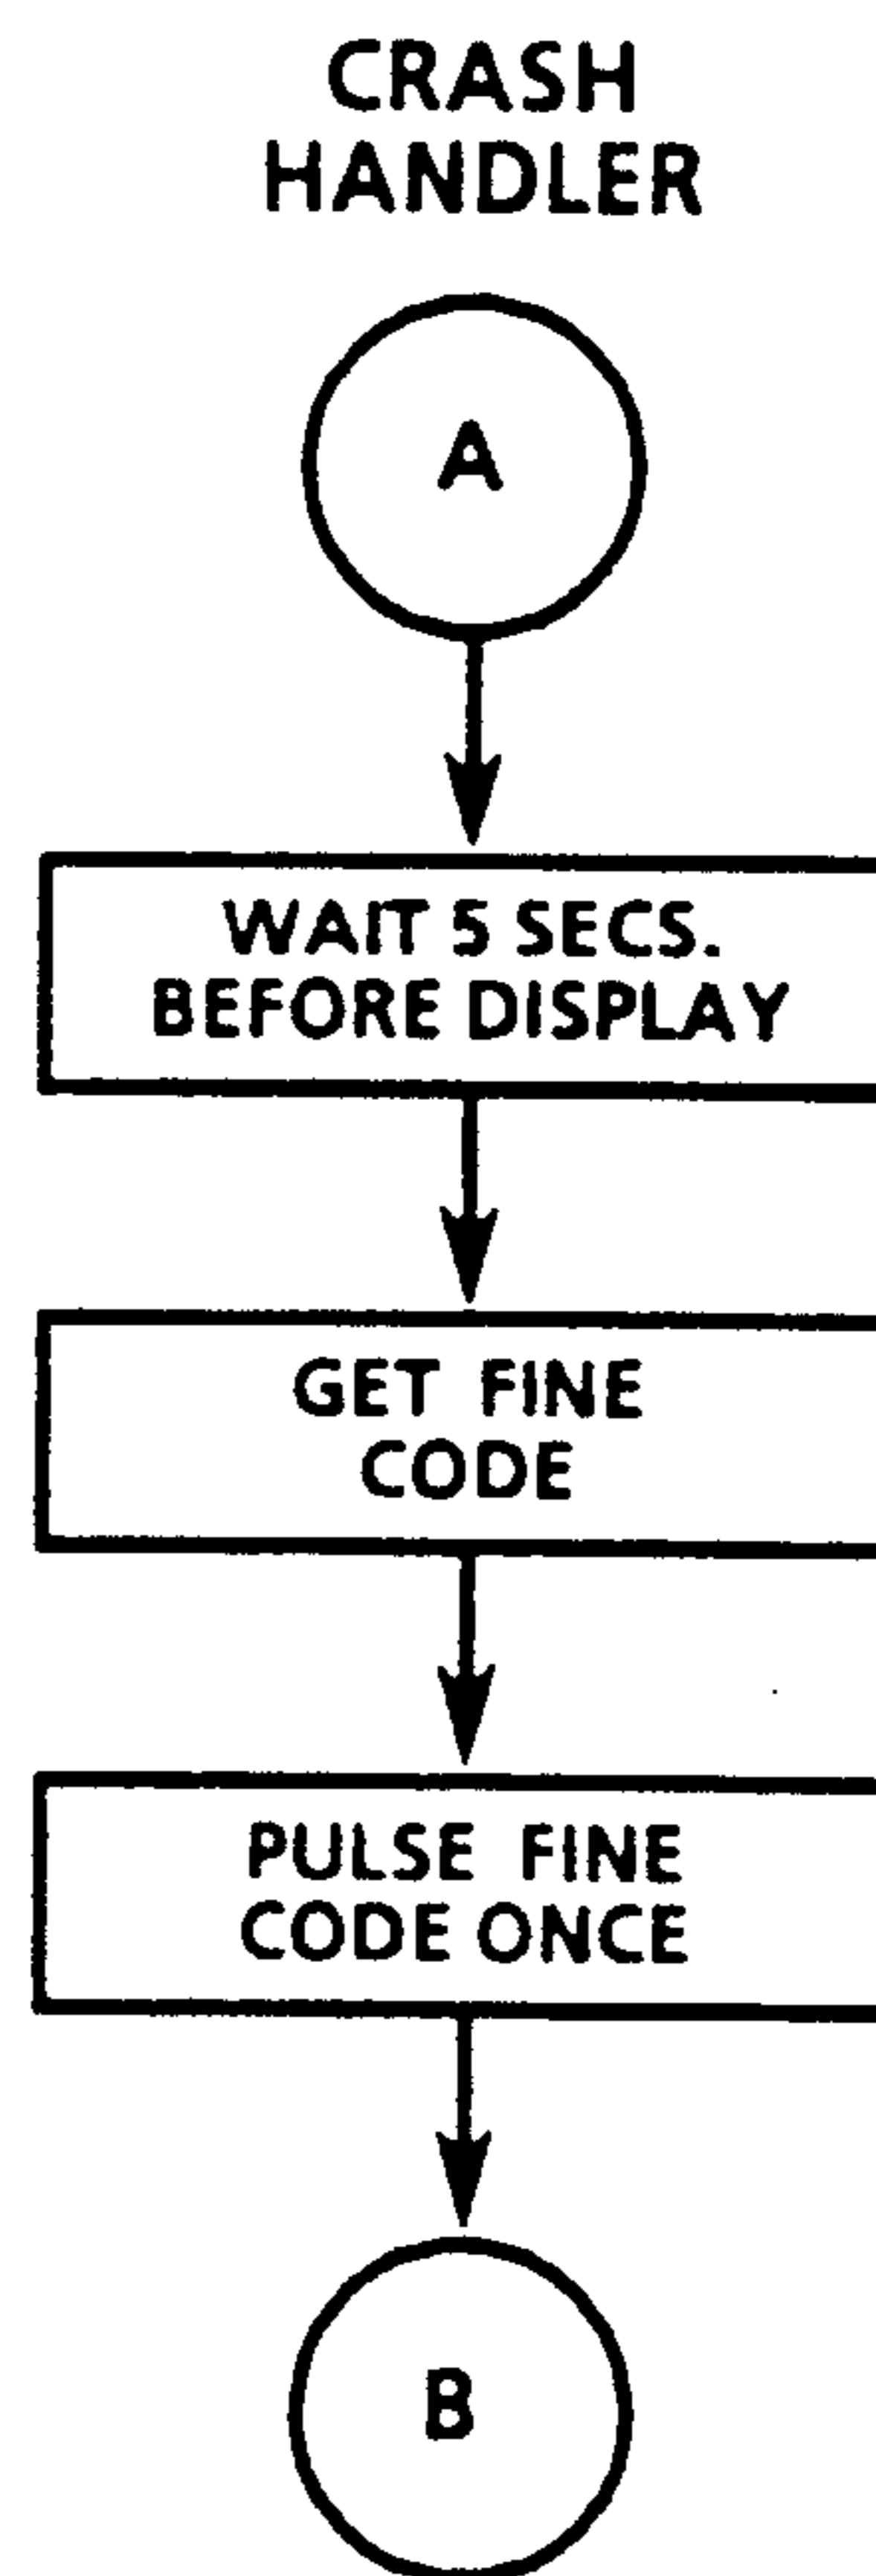 CRASH
HANDLER
A
WAIT 5 SECS.
BEFORE DISPLAY
GET FINE
CODE
PULSE FINE
CODE ONCE
B